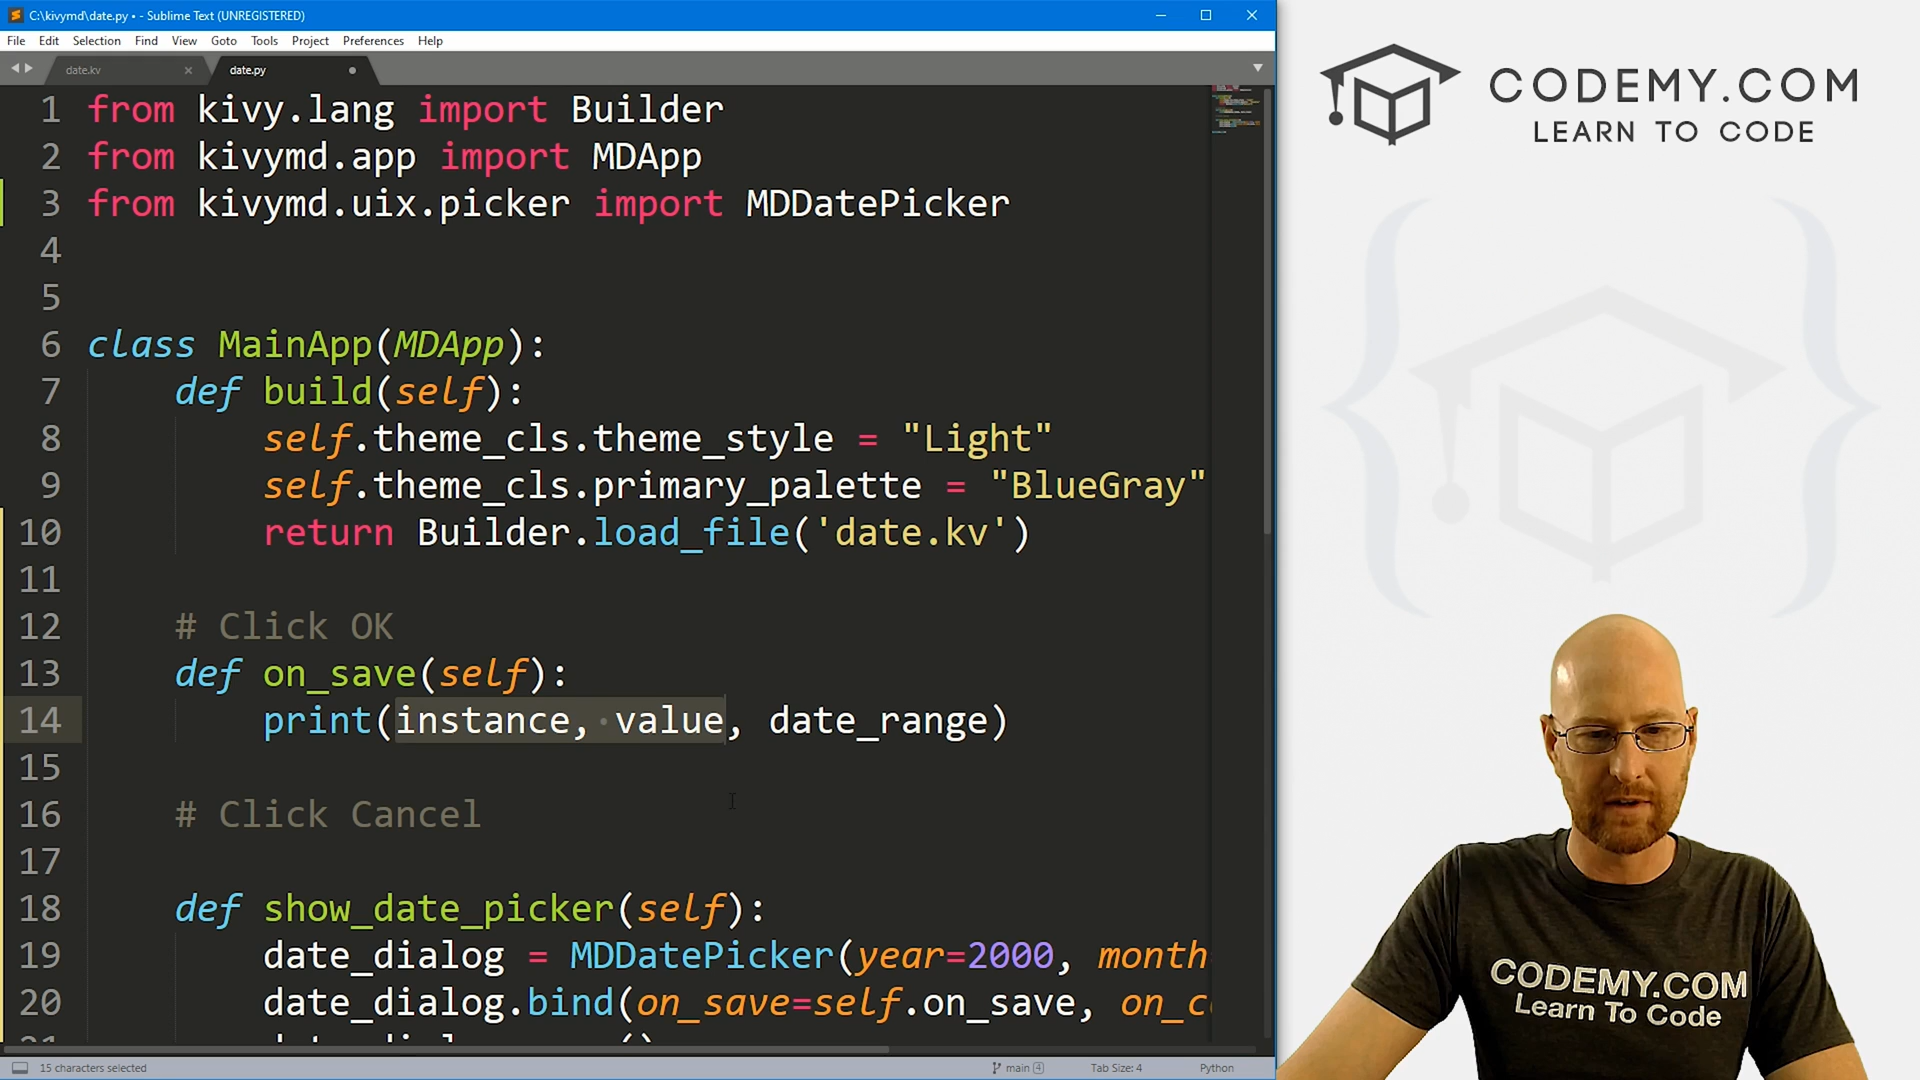 C:\kivymd\date.py • - Sublime Text (UNREGISTERED)
File Edit Selection Find View Goto Tools Project Preferences Help
date.kv
date.py
1 from kivy.lang import Builder
2 from kivymd.app import MDApp
3 from kivymd.uix.picker import MDDatePicker
4
5
6 class MainApp(MDApp):
7 def build(self):
8 self.theme_cls.theme_style = "Light"
9 self.theme_cls.primary_palette = "BlueGray"
10 return Builder.load_file('date.kv')
11
12 # Click OK
13 def on_save(self):
14 print(instance, value, date_range)
15
16 # Click Cancel
17
18 def show_date_picker(self):
19 date_dialog = MDDatePicker(year=2000, month
20 date_dialog.bind(on_save=self.on_save, on_c
15 characters selected
main 4
Tab Size: 4
Python
CODEMY.COM
LEARN TO CODE
CODEMY.COM
Learn To Code